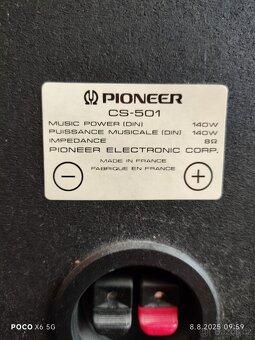 PIONEER
CS-501
MUSIC POWER (DIN) 140W
PUISSANCE MUSICALE (DIN) 140W
IMPEDANCE 8Ω
PIONEER ELECTRONIC CORP.
MADE IN FRANCE
FABRIQUE EN FRANCE
− +
POCO X6 5G 8.8.2025 09:59